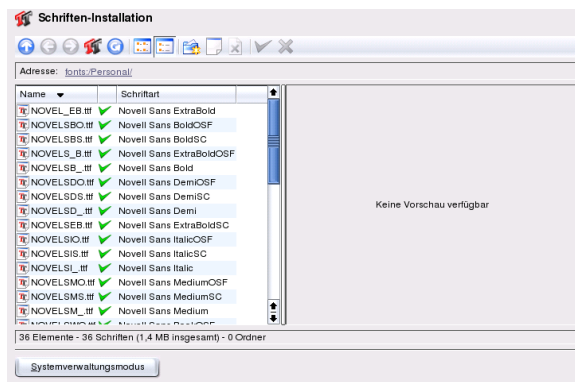 Schriften-Installation
Adresse: fonts:/Personal/
Name Schriftart
NOVEL_EB.ttf Novell Sans ExtraBold
NOVELSBO.ttf Novell Sans BoldOSF
NOVELSBS.ttf Novell Sans BoldSC
NOVELS_B.ttf Novell Sans ExtraBoldOSF
NOVELSB_.ttf Novell Sans Bold
NOVELSDO.ttf Novell Sans DemiOSF
NOVELSDS.ttf Novell Sans DemiSC
NOVELSD_.ttf Novell Sans Demi
NOVELSEB.ttf Novell Sans ExtraBoldSC
NOVELSIO.ttf Novell Sans ItalicOSF
NOVELSIS.ttf Novell Sans ItalicSC
NOVELSI_.ttf Novell Sans Italic
NOVELSMO.ttf Novell Sans MediumOSF
NOVELSMS.ttf Novell Sans MediumSC
NOVELSM_.ttf Novell Sans Medium
Keine Vorschau verfügbar
36 Elemente - 36 Schriften (1,4 MB insgesamt) - 0 Ordner
Systemverwaltungsmodus